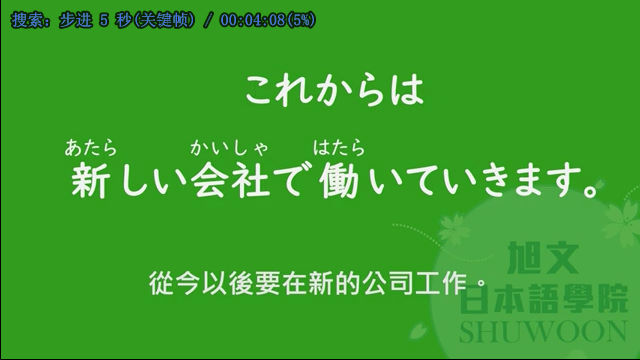 搜索: 步进 5 秒(关键帧) / 00:04:08(5%)
これからは
あたら かいしゃ はたら
新しい会社で働いていきます。
從今以後要在新的公司工作。
旭文
日本語學院
SHUWOON